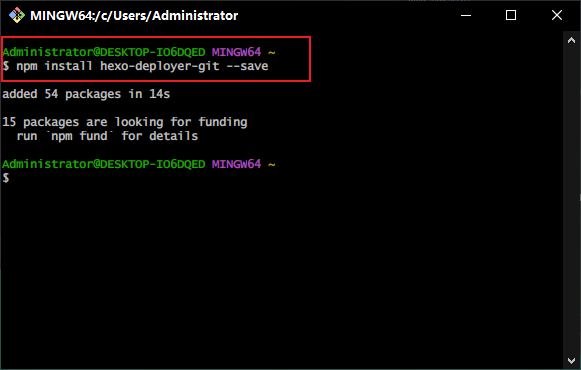 MINGW64:/c/Users/Administrator
Administrator@DESKTOP-IO6DQED MINGW64 ~
$ npm install hexo-deployer-git --save
added 54 packages in 14s
15 packages are looking for funding
  run `npm fund` for details
Administrator@DESKTOP-IO6DQED MINGW64 ~
$